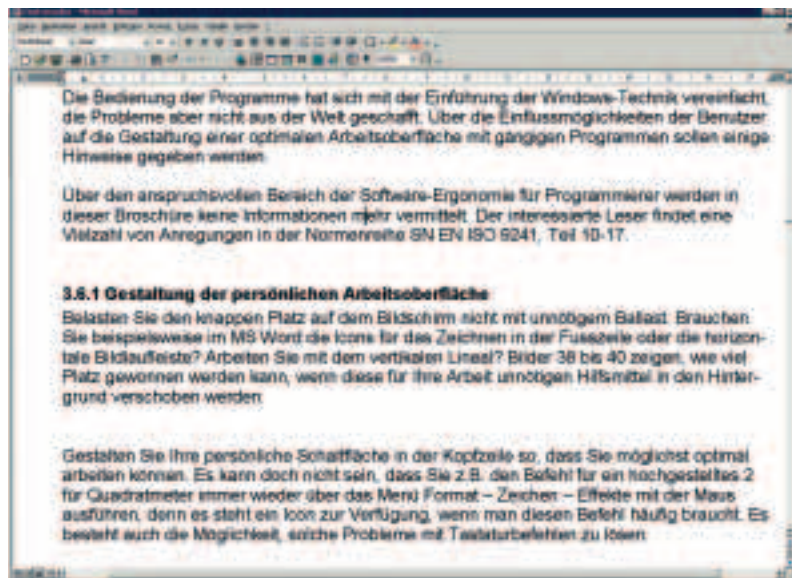 Die Bedienung der Programme hat sich mit der Einführung der Windows-Technik vereinfacht,
die Probleme aber nicht aus der Welt geschafft. Über die Einflussmöglichkeiten der Benutzer
auf die Gestaltung einer optimalen Arbeitsoberfläche mit gängigen Programmen sollen einige
Hinweise gegeben werden.
Über den anspruchsvollen Bereich der Software-Ergonomie für Programmierer werden in
dieser Broschüre keine Informationen mehr vermittelt. Der interessierte Leser findet eine
Vielzahl von Anregungen in der Normenreihe SN EN ISO 9241, Teil 10-17.
3.6.1 Gestaltung der persönlichen Arbeitsoberfläche
Belasten Sie den knappen Platz auf dem Bildschirm nicht mit unnötigem Ballast. Brauchen
Sie beispielsweise im MS Word die Icons für das Zeichnen in der Fusszeile oder die horizon-
tale Bildlaufleiste? Arbeiten Sie mit dem vertikalen Lineal? Bilder 38 bis 40 zeigen, wie viel
Platz gewonnen werden kann, wenn diese für Ihre Arbeit unnötigen Hilfsmittel in den Hinter-
grund verschoben werden.
Gestalten Sie Ihre persönliche Schaltfläche in der Kopfzeile so, dass Sie möglichst optimal
arbeiten können. Es kann doch nicht sein, dass Sie z.B. den Befehl für ein hochgestelltes 2
für Quadratmeter immer wieder über das Menü Format – Zeichen – Effekte mit der Maus
ausführen, denn es steht ein Icon zur Verfügung, wenn man diesen Befehl häufig braucht. Es
besteht auch die Möglichkeit, solche Probleme mit Tastaturbefehlen zu lösen.